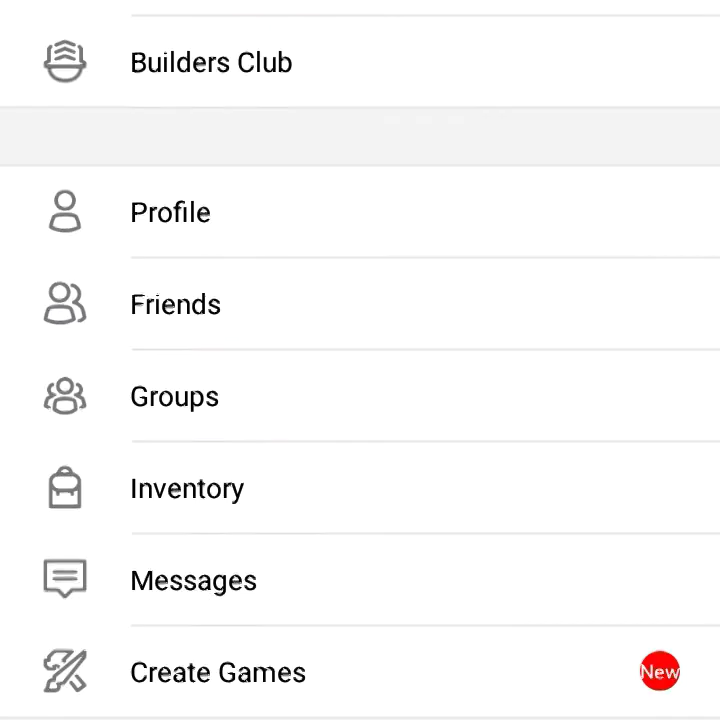 Builders Club
Profile
Friends
Groups
Inventory
Messages
Create Games
New